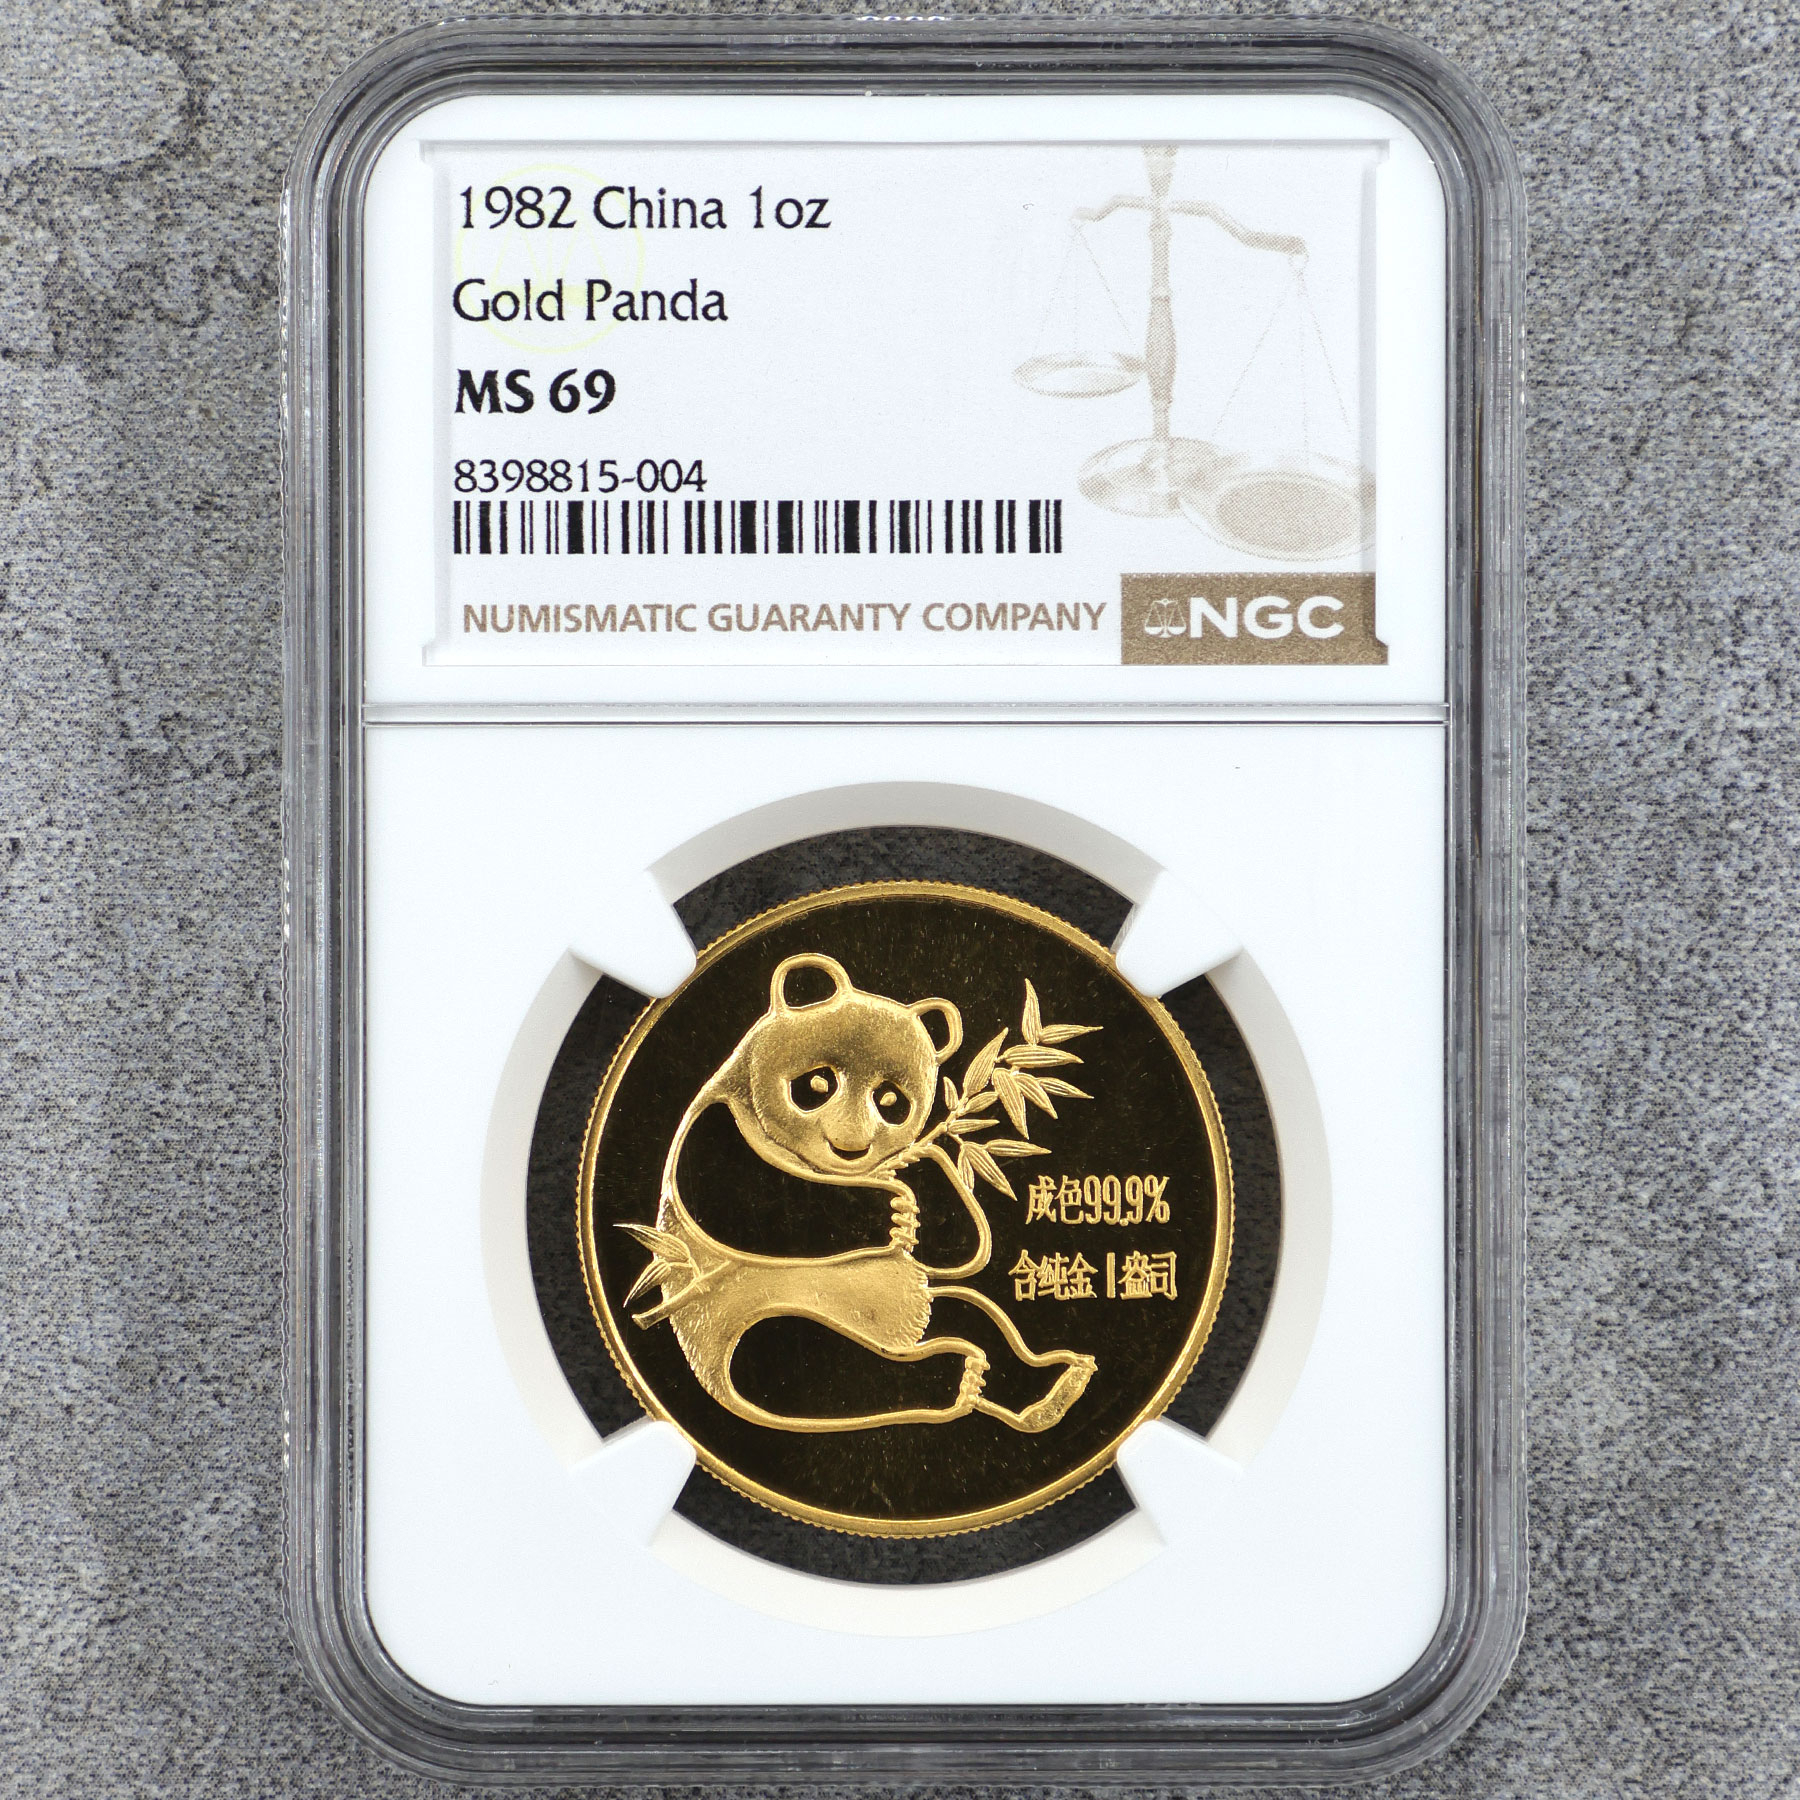 1982 China 1oz
Gold Panda
MS 69
8398815-004
NUMISMATIC GUARANTY COMPANY NGC
成色99.9%
含纯金1盎司